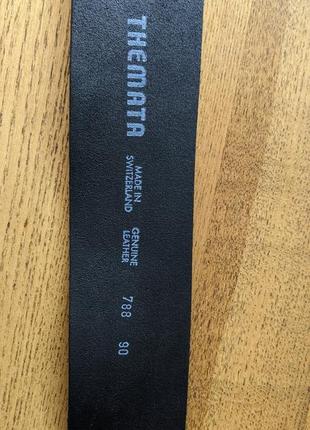 THEMATA
MADE IN
SWITZERLAND
GENUINE
LEATHER
788
90